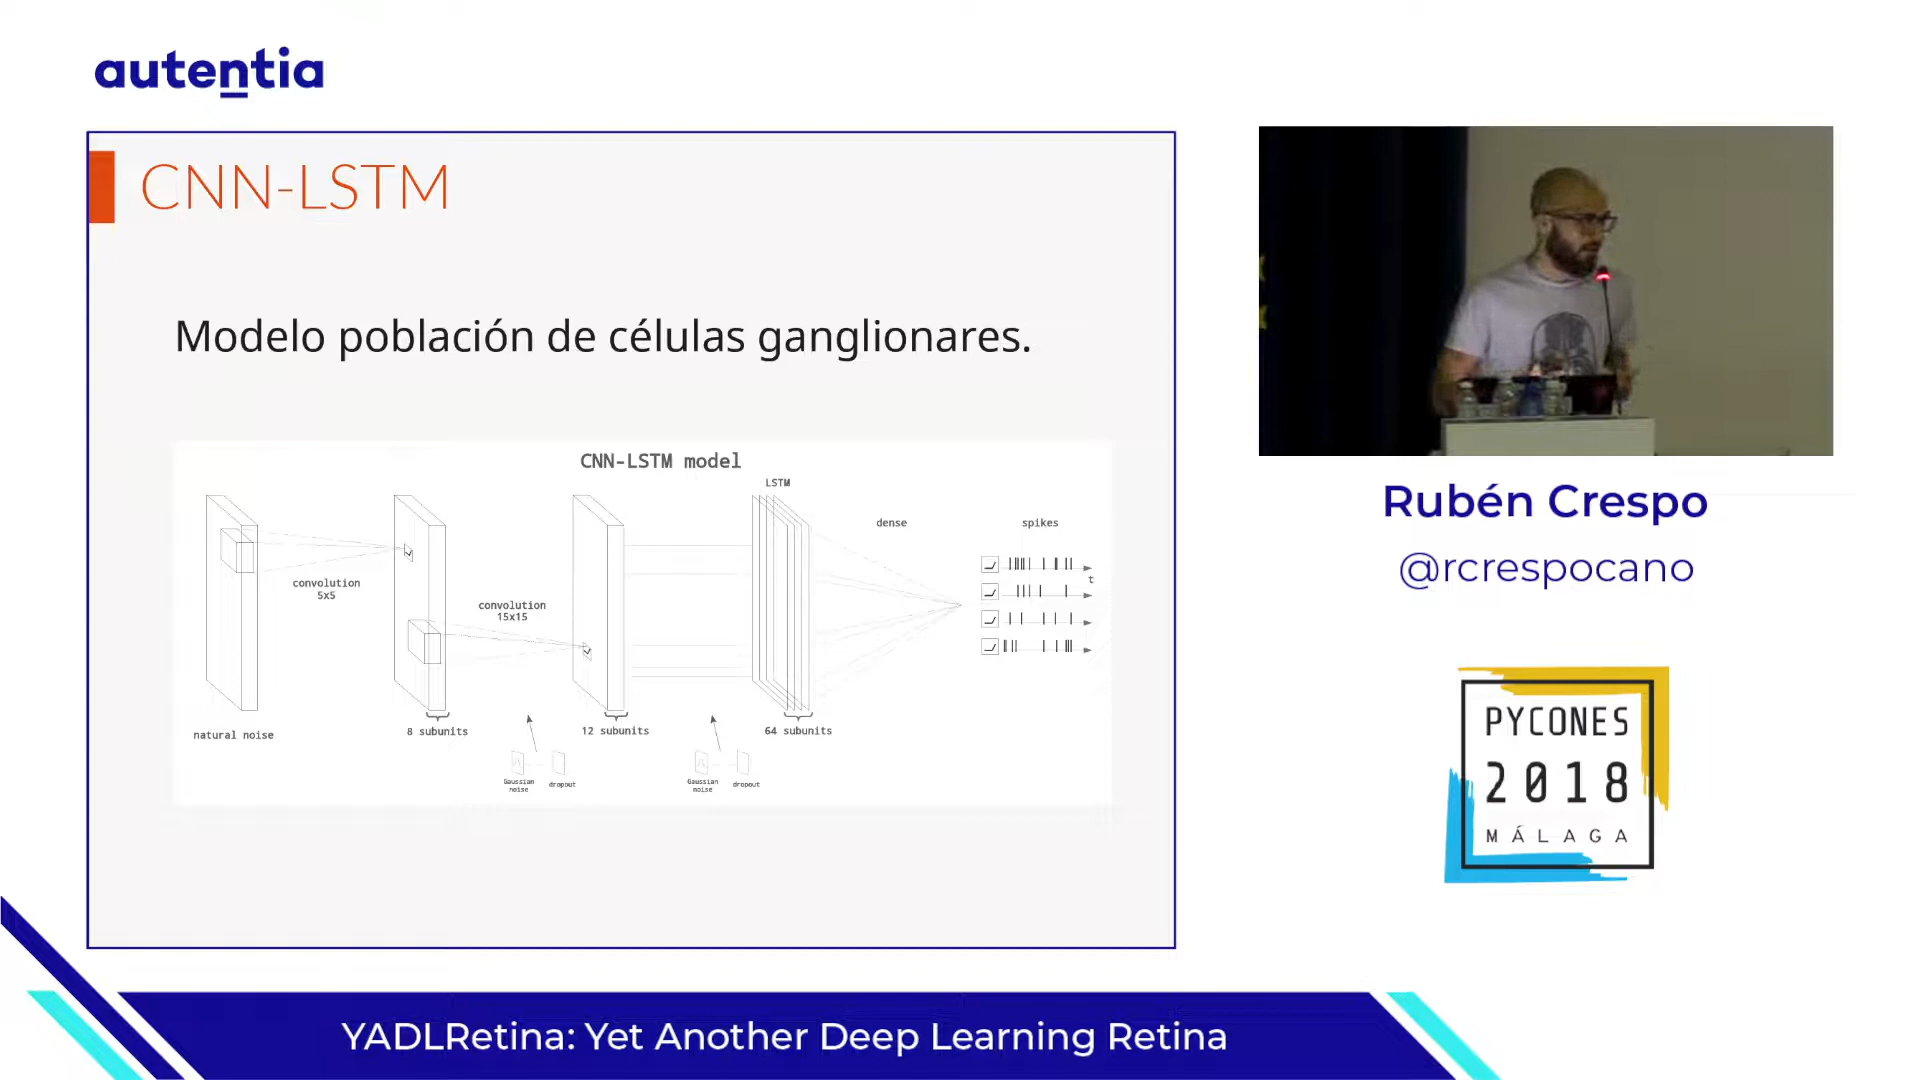 autentia
CNN-LSTM
Modelo población de células ganglionares.
CNN-LSTM model
LSTM
dense
spikes
convolution
5x5
convolution
15x15
t
natural noise
8 subunits
12 subunits
64 subunits
Gaussian
noise
dropout
Gaussian
noise
dropout
Rubén Crespo
@rcrespocano
PYCONES
2018
MÁLAGA
YADLRetina: Yet Another Deep Learning Retina